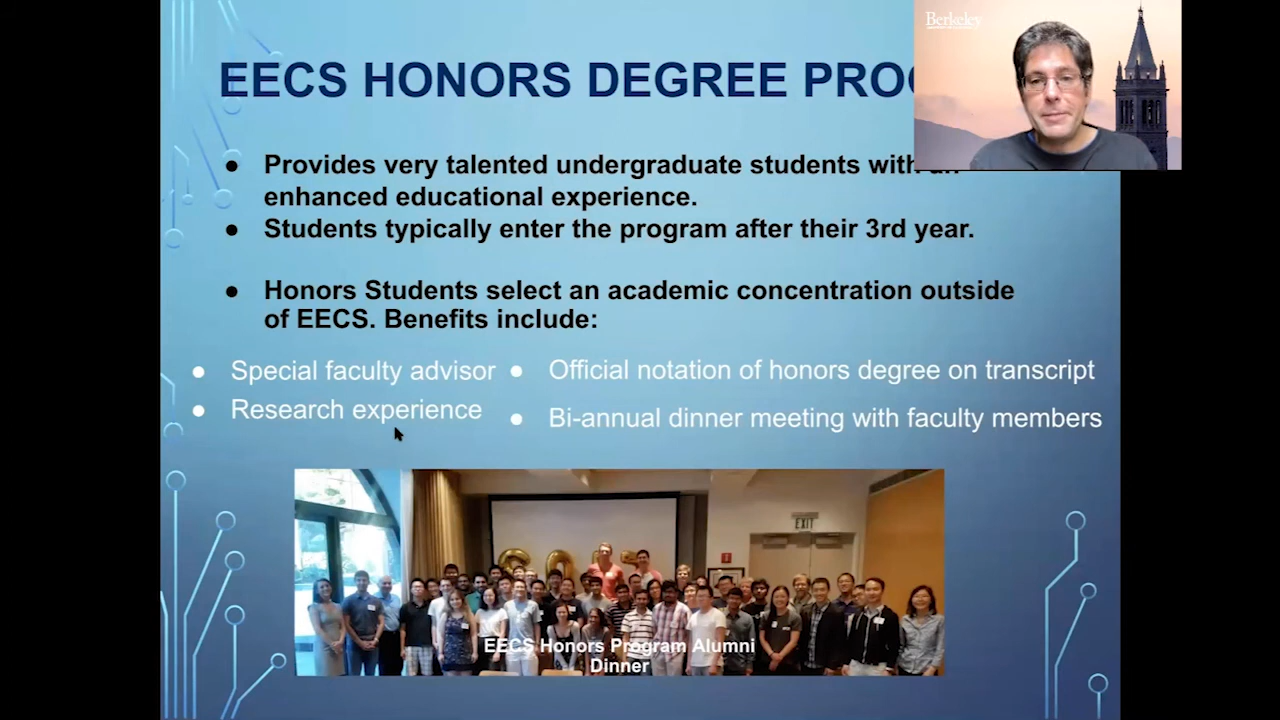 Berkeley
EECS HONORS DEGREE PROG
● Provides very talented undergraduate students with an
enhanced educational experience.
● Students typically enter the program after their 3rd year.
● Honors Students select an academic concentration outside
of EECS. Benefits include:
● Special faculty advisor
● Research experience
● Official notation of honors degree on transcript
● Bi-annual dinner meeting with faculty members
EXIT
EECS Honors Program Alumni
Dinner